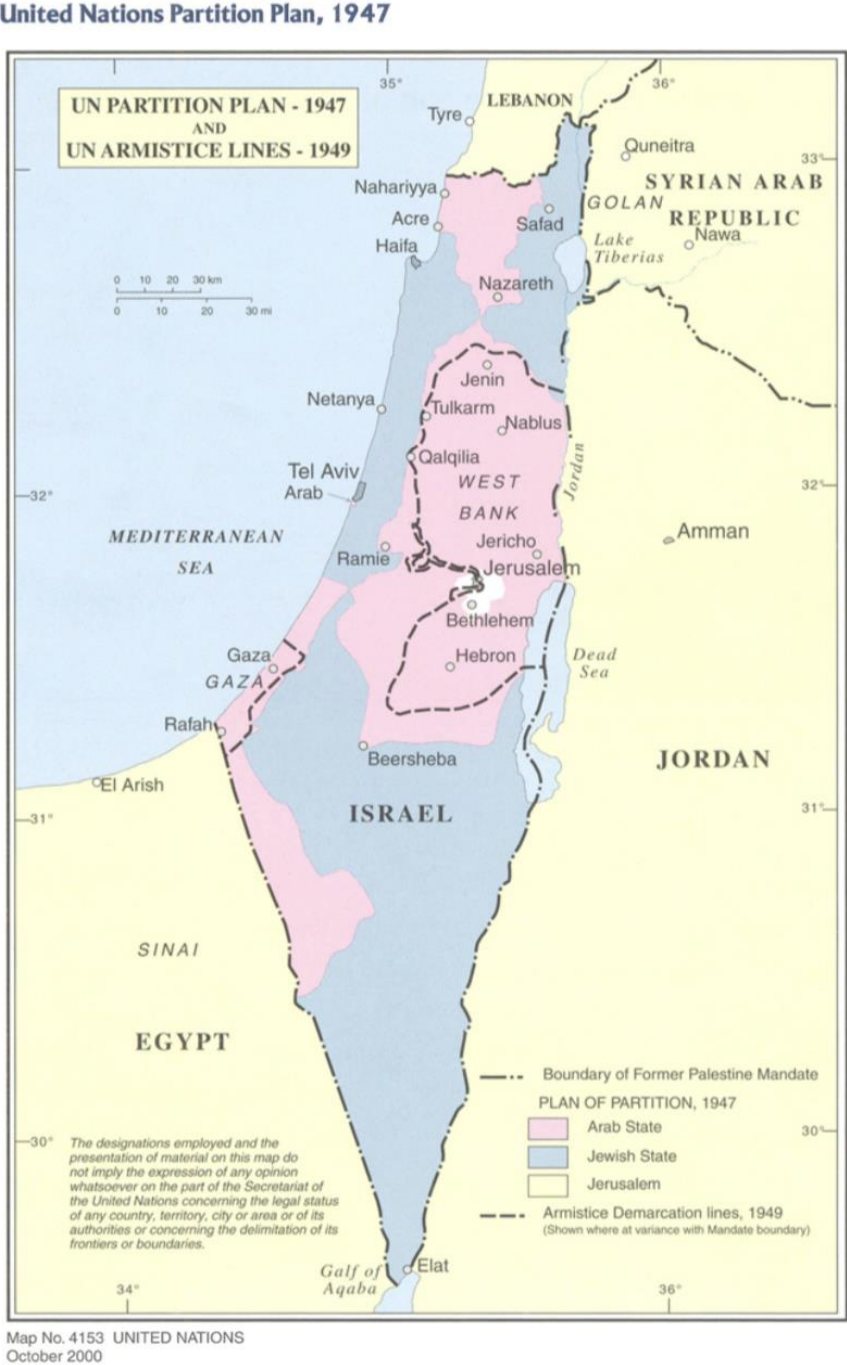 United Nations Partition Plan, 1947
UN PARTITION PLAN - 1947
AND
UN ARMISTICE LINES - 1949
35°
36°
LEBANON
Tyre
Quneitra
33°
SYRIAN ARAB
REPUBLIC
Nahariyya
GOLAN
Acre
Safad
Nawa
Haifa
Lake
Tiberias
0 10 20 30 km
0 10 20 30 mi
Nazareth
Jenin
Netanya
Tulkarm
Nablus
Qalqilia
Jordan
Tel Aviv
Arab
WEST
BANK
32°
32°
MEDITERRANEAN
SEA
Amman
Ramie
Jericho
Jerusalem
Bethlehem
Gaza
GAZA
Hebron
Dead
Sea
Rafah
Beersheba
JORDAN
El Arish
ISRAEL
31°
31°
SINAI
EGYPT
Boundary of Former Palestine Mandate
PLAN OF PARTITION, 1947
Arab State
Jewish State
Jerusalem
Armistice Demarcation lines, 1949
(Shown where at variance with Mandate boundary)
30°
30°
The designations employed and the
presentation of material on this map do
not imply the expression of any opinion
whatsoever on the part of the Secretariat of
the United Nations concerning the legal status
of any country, territory, city or area or of its
authorities or concerning the delimitation of its
frontiers or boundaries.
Galf of
Aqaba
Elat
34°
36°
Map No. 4153 UNITED NATIONS
October 2000